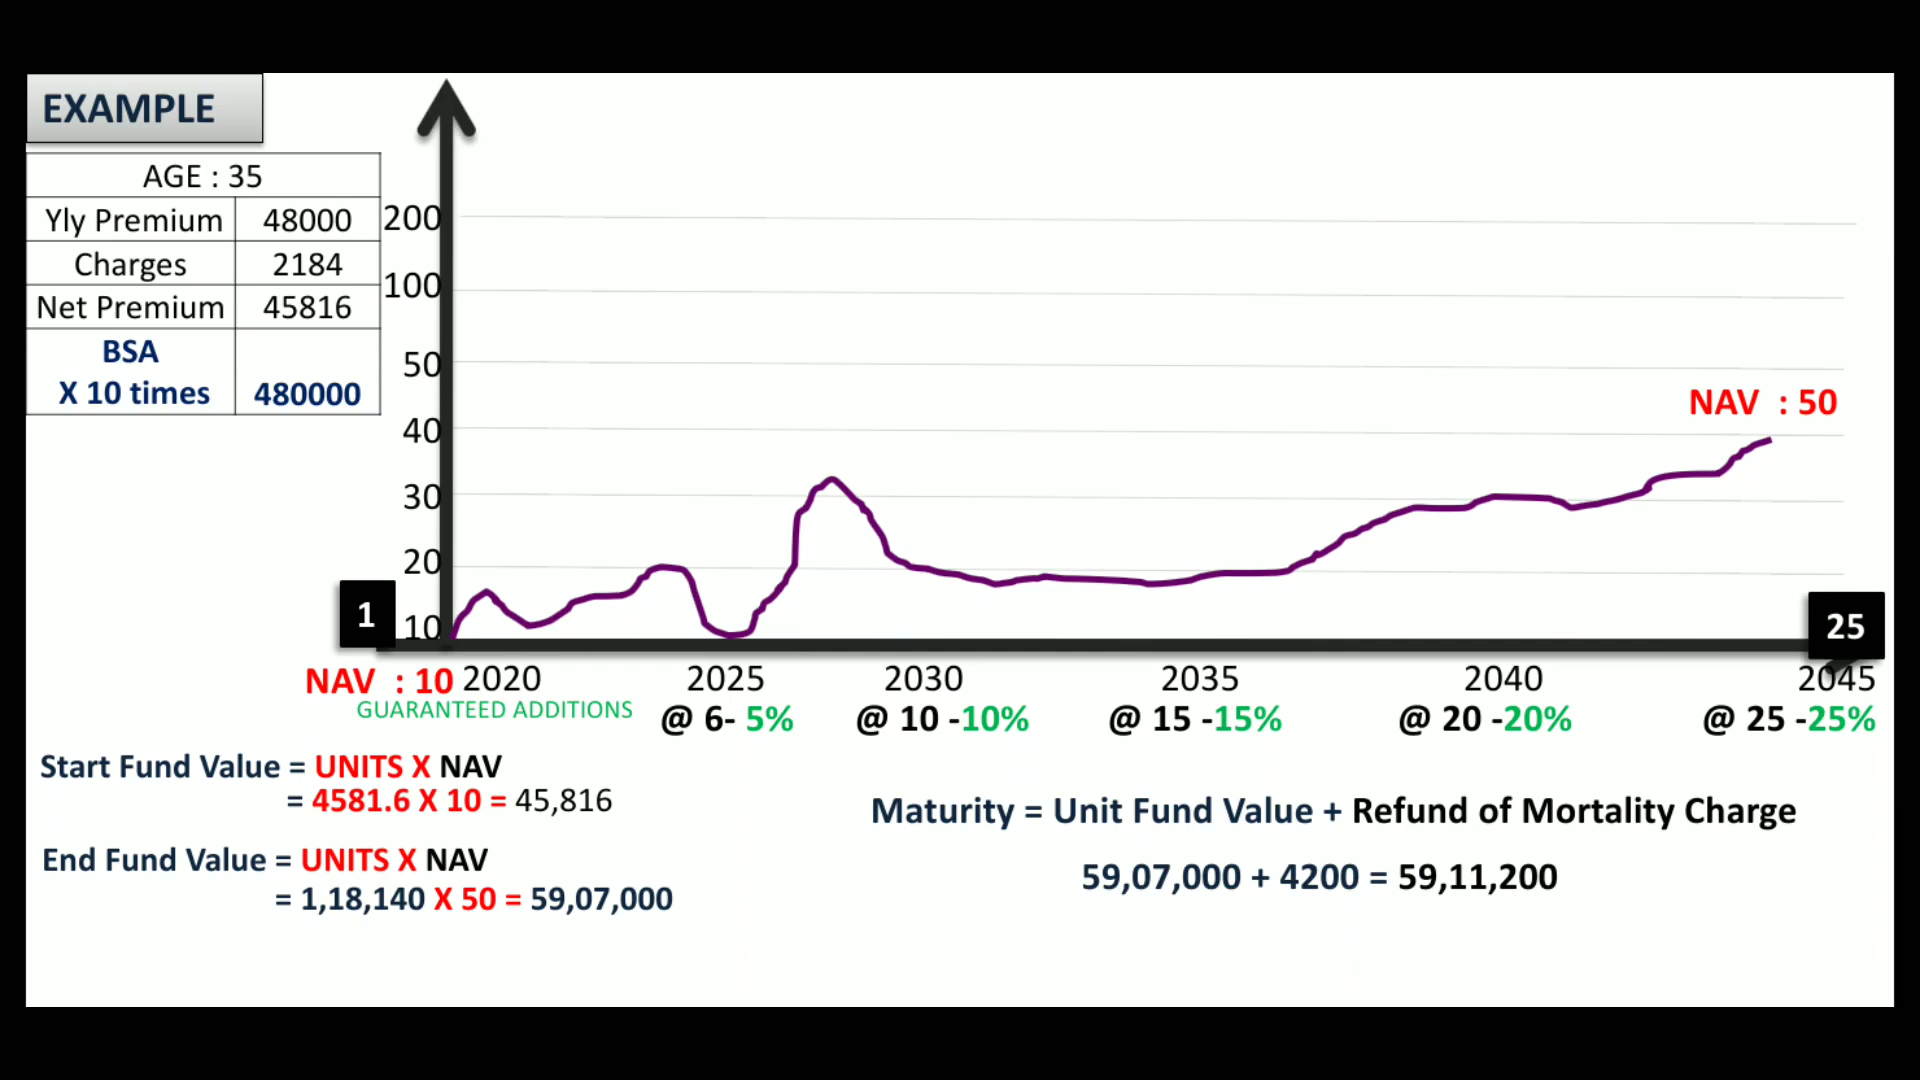 EXAMPLE
AGE : 35
Yly Premium 48000
Charges 2184
Net Premium 45816
BSA
X 10 times 480000
200
100
50
40
30
20
10
NAV : 50
1
25
NAV : 10
2020 2025 2030 2035 2040 2045
GUARANTEED ADDITIONS @ 6- 5% @ 10 -10% @ 15 -15% @ 20 -20% @ 25 -25%
Start Fund Value = UNITS X NAV
= 4581.6 X 10 = 45,816
End Fund Value = UNITS X NAV
= 1,18,140 X 50 = 59,07,000
Maturity = Unit Fund Value + Refund of Mortality Charge
59,07,000 + 4200 = 59,11,200